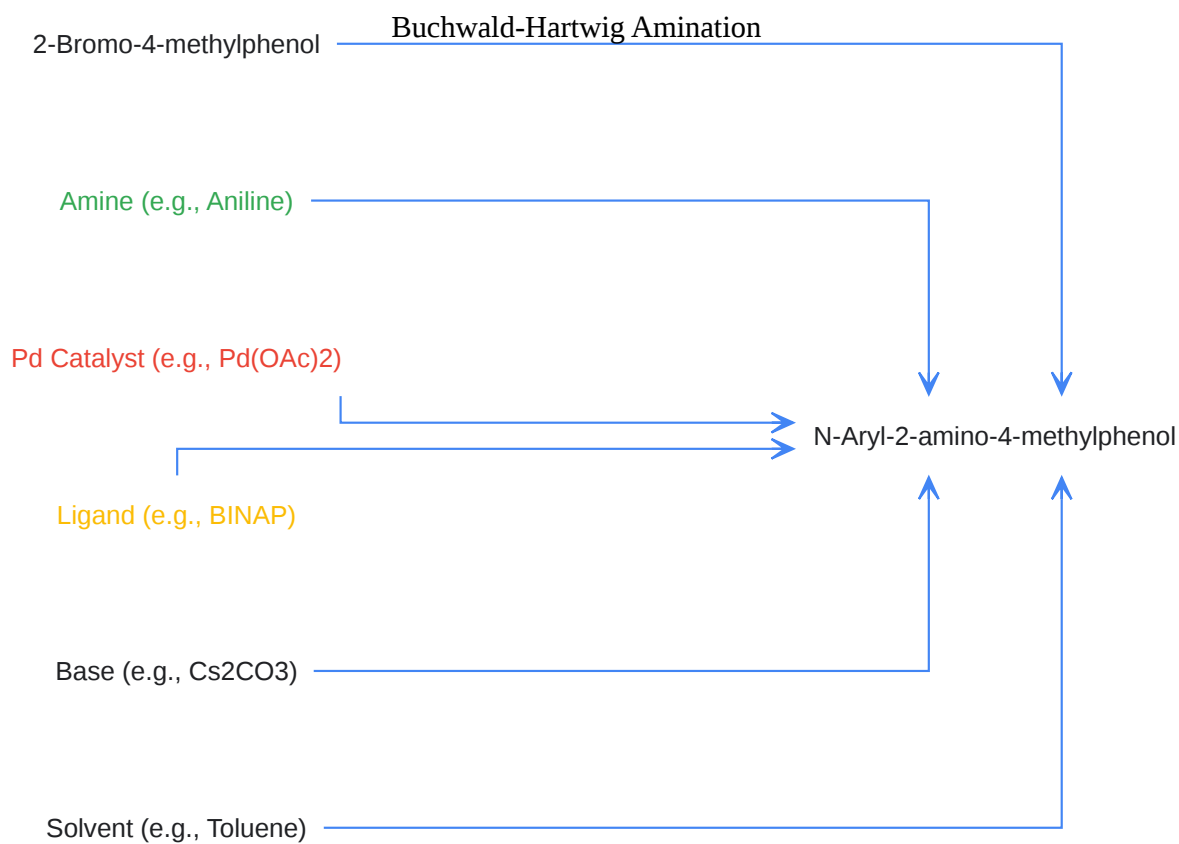 Buchwald-Hartwig Amination
2-Bromo-4-methylphenol
Amine (e.g., Aniline)
Pd Catalyst (e.g., Pd(OAc)2)
N-Aryl-2-amino-4-methylphenol
Ligand (e.g., BINAP)
Base (e.g., Cs2CO3)
Solvent (e.g., Toluene)